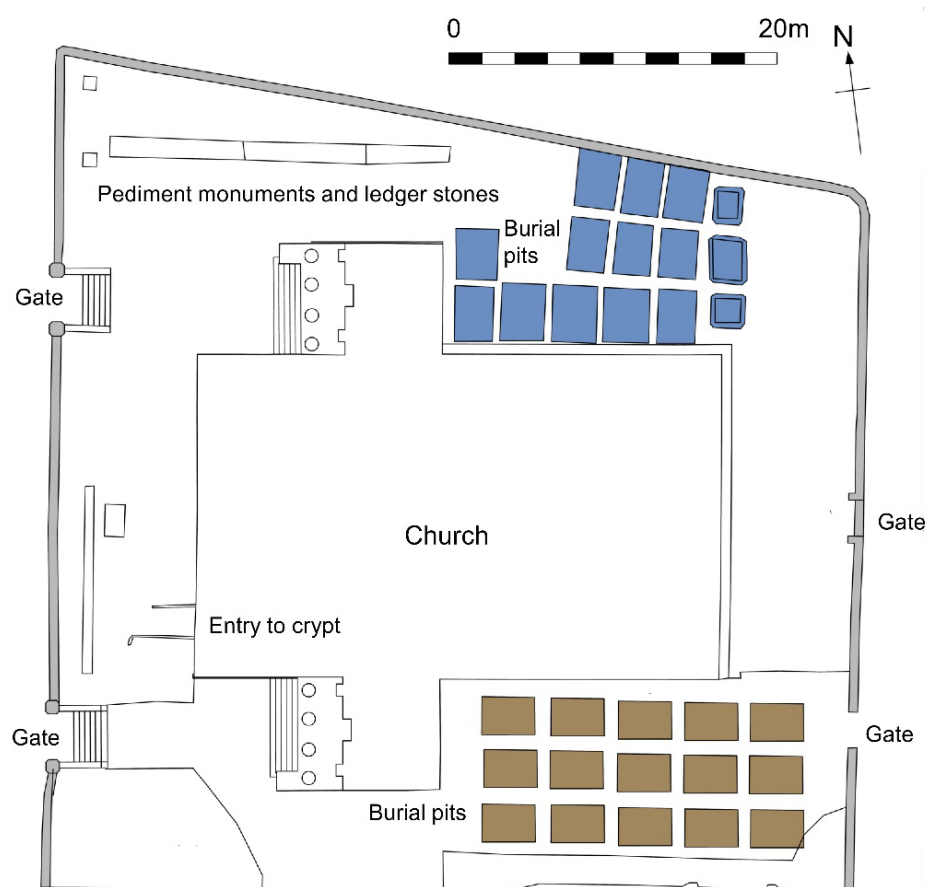 0 20m
N
Pediment monuments and ledger stones
Burial
pits
Gate
Church
Gate
Entry to crypt
Gate
Gate
Burial pits